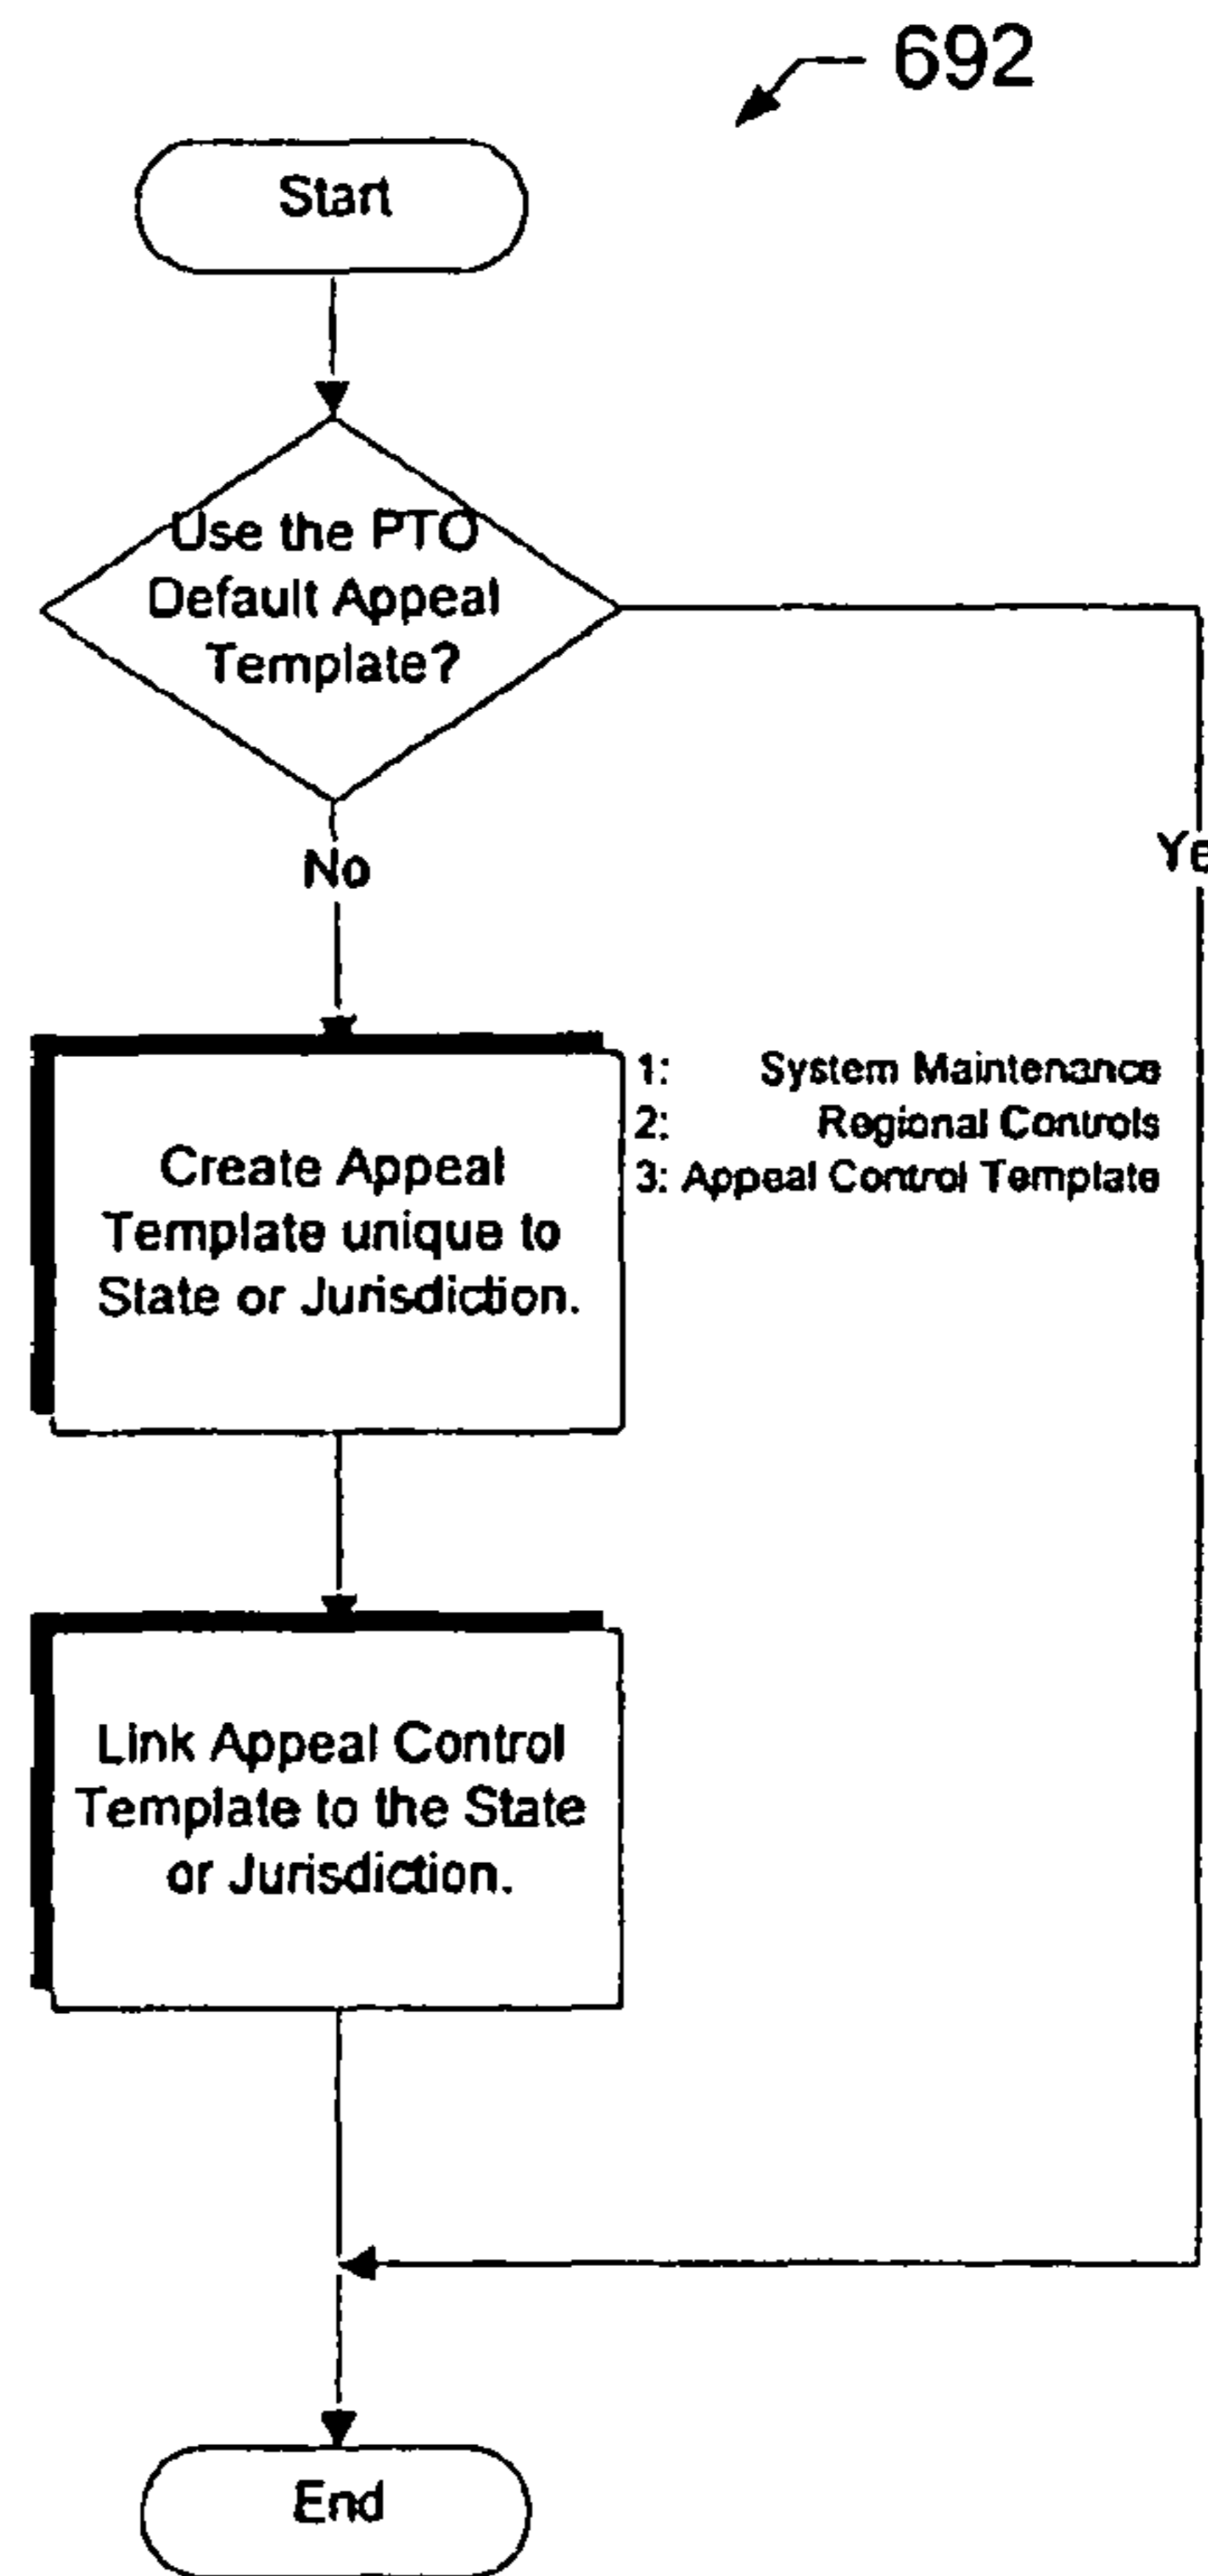 692
Start
Use the PTO
Default Appeal
Template?
No
Ye
1: System Maintenance
2: Regional Controls
3: Appeal Control Template
Create Appeal
Template unique to
State or Jurisdiction.
Link Appeal Control
Template to the State
or Jurisdiction.
End